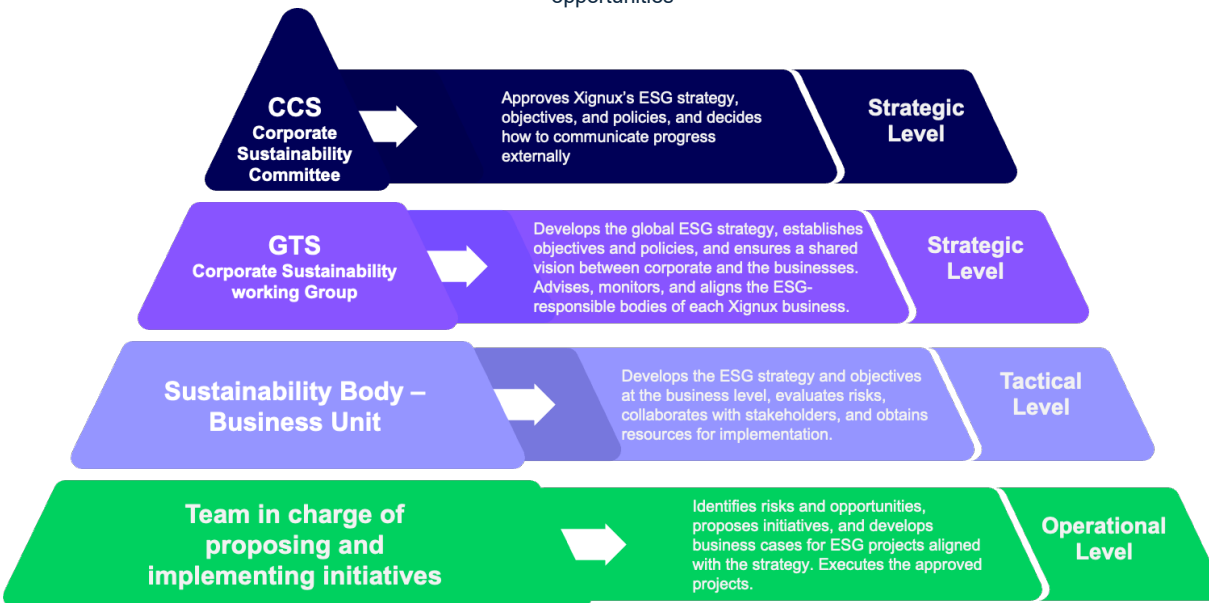 opportunities
CCS
Corporate
Sustainability
Committee
Approves Xignux's ESG strategy,
objectives, and policies, and decides
how to communicate progress
externally
Strategic
Level
GTS
Corporate Sustainability
working Group
Develops the global ESG strategy, establishes
objectives and policies, and ensures a shared
vision between corporate and the businesses.
Advises, monitors, and aligns the ESG-
responsible bodies of each Xignux business.
Strategic
Level
Sustainability Body –
Business Unit
Develops the ESG strategy and objectives
at the business level, evaluates risks,
collaborates with stakeholders, and obtains
resources for implementation.
Tactical
Level
Team in charge of
proposing and
implementing initiatives
Identifies risks and opportunities,
proposes initiatives, and develops
business cases for ESG projects aligned
with the strategy. Executes the approved
projects.
Operational
Level